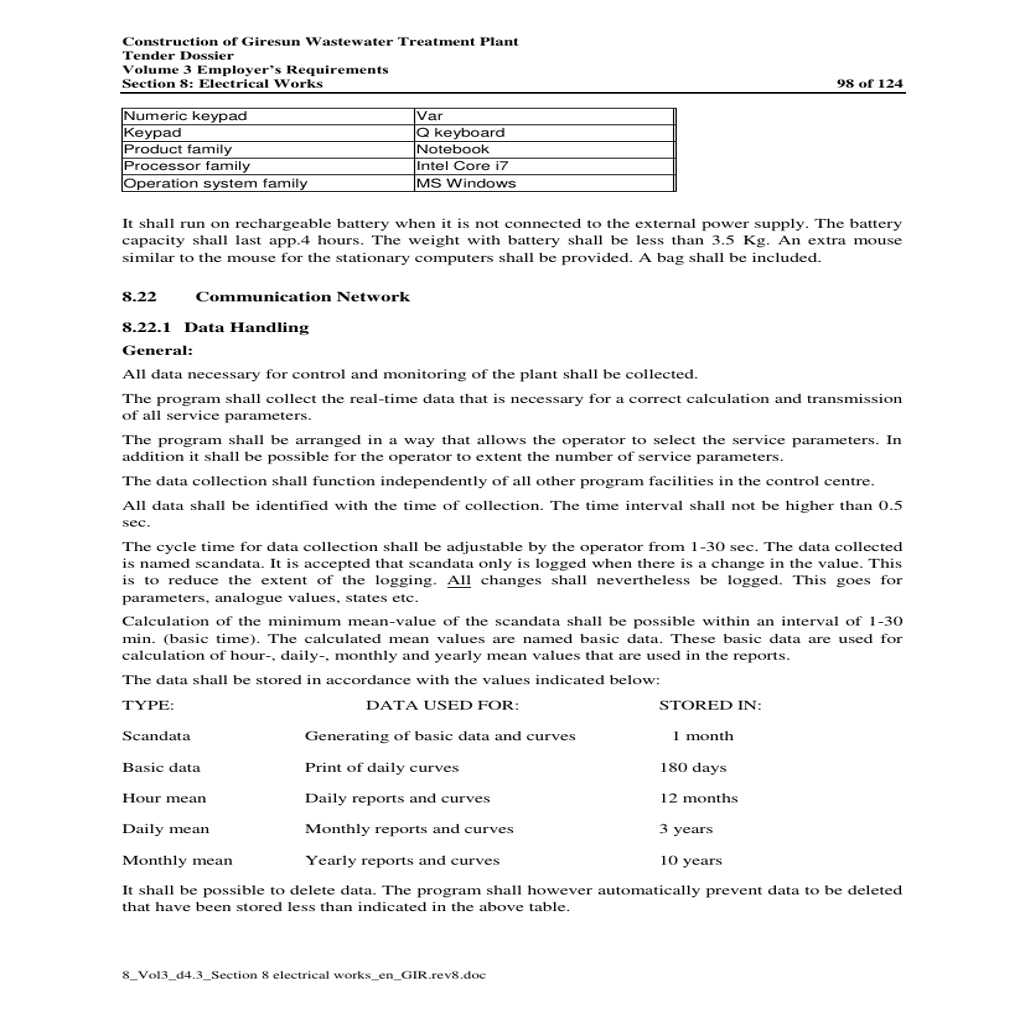 Construction of Giresun Wastewater Treatment Plant
Tender Dossier
Volume 3 Employer's Requirements
Section 8: Electrical Works 98 of 124
Numeric keypad Var
Keypad Q keyboard
Product family Notebook
Processor family Intel Core i7
Operation system family MS Windows
It shall run on rechargeable battery when it is not connected to the external power supply. The battery
capacity shall last app.4 hours. The weight with battery shall be less than 3.5 Kg. An extra mouse
similar to the mouse for the stationary computers shall be provided. A bag shall be included.
8.22 Communication Network
8.22.1 Data Handling
General:
All data necessary for control and monitoring of the plant shall be collected.
The program shall collect the real-time data that is necessary for a correct calculation and transmission
of all service parameters.
The program shall be arranged in a way that allows the operator to select the service parameters. In
addition it shall be possible for the operator to extent the number of service parameters.
The data collection shall function independently of all other program facilities in the control centre.
All data shall be identified with the time of collection. The time interval shall not be higher than 0.5
sec.
The cycle time for data collection shall be adjustable by the operator from 1-30 sec. The data collected
is named scandata. It is accepted that scandata only is logged when there is a change in the value. This
is to reduce the extent of the logging. All changes shall nevertheless be logged. This goes for
parameters, analogue values, states etc.
Calculation of the minimum mean-value of the scandata shall be possible within an interval of 1-30
min. (basic time). The calculated mean values are named basic data. These basic data are used for
calculation of hour-, daily-, monthly and yearly mean values that are used in the reports.
The data shall be stored in accordance with the values indicated below:
TYPE: DATA USED FOR: STORED IN:
Scandata Generating of basic data and curves 1 month
Basic data Print of daily curves 180 days
Hour mean Daily reports and curves 12 months
Daily mean Monthly reports and curves 3 years
Monthly mean Yearly reports and curves 10 years
It shall be possible to delete data. The program shall however automatically prevent data to be deleted
that have been stored less than indicated in the above table.
8_Vol3_d4.3_Section 8 electrical works_en_GIR.rev8.doc